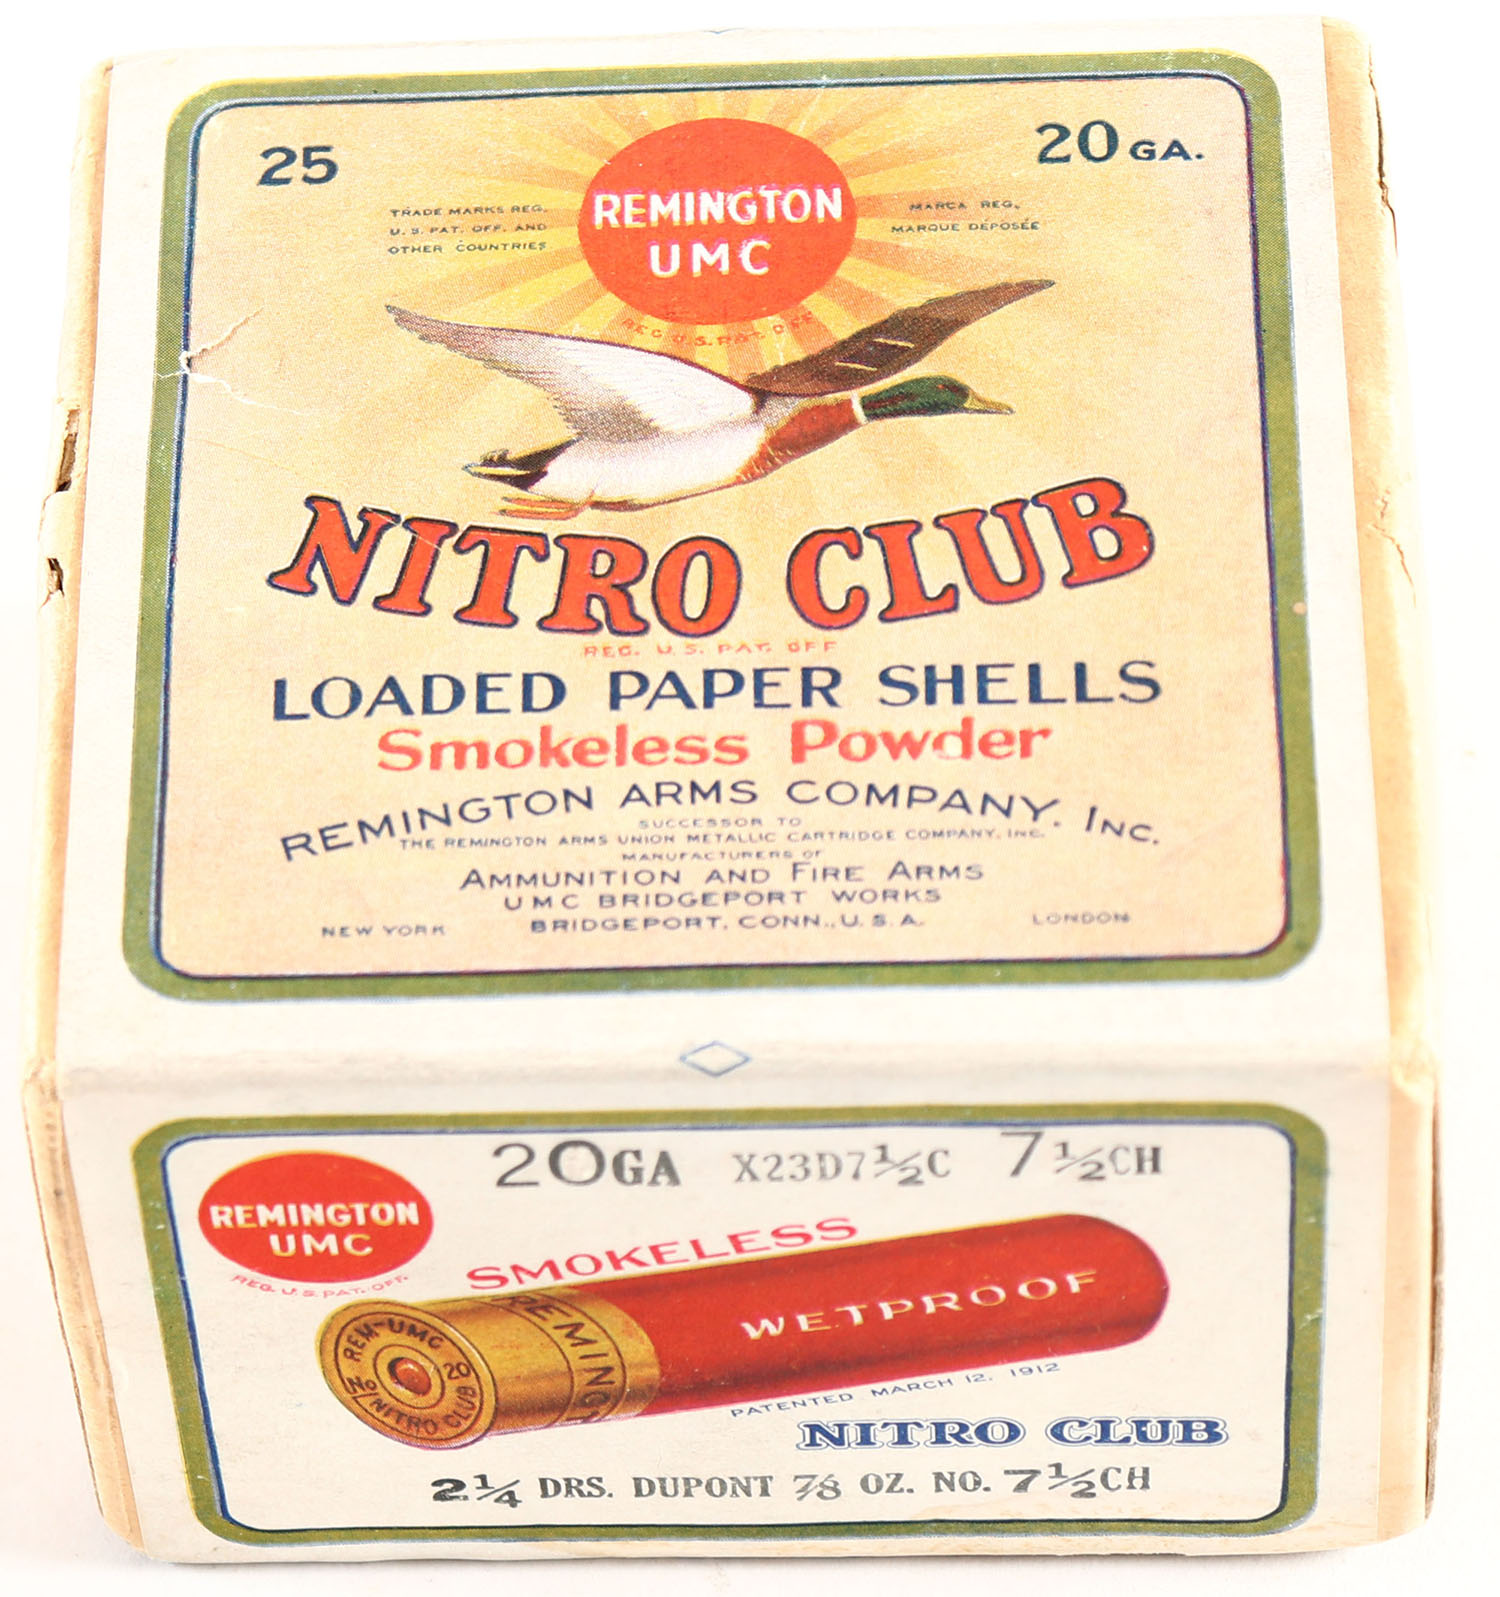 25
20 GA.
TRADE MARKS REG.
U. S. PAT. OFF. AND
OTHER COUNTRIES
REMINGTON
UMC
MARCA REG.
MARQUE DÉPOSÉE
REG. U.S. PAT. OFF.
NITRO CLUB
REG. U. S. PAT. OFF
LOADED PAPER SHELLS
Smokeless Powder
REMINGTON ARMS COMPANY. INC.
SUCCESSOR TO
THE REMINGTON ARMS UNION METALLIC CARTRIDGE COMPANY, INC.
MANUFACTURERS OF
AMMUNITION AND FIRE ARMS
UMC BRIDGEPORT WORKS
NEW YORK BRIDGEPORT, CONN., U. S. A. LONDON
20GA X23D7½C 7½CH
REMINGTON
UMC
REG. U.S. PAT. OFF.
SMOKELESS
WETPROOF
REMING
REM-UMC
No 20
NITRO CLUB
PATENTED MARCH 12, 1912
NITRO CLUB
2¼ DRS. DUPONT ⅞ OZ. NO. 7½CH